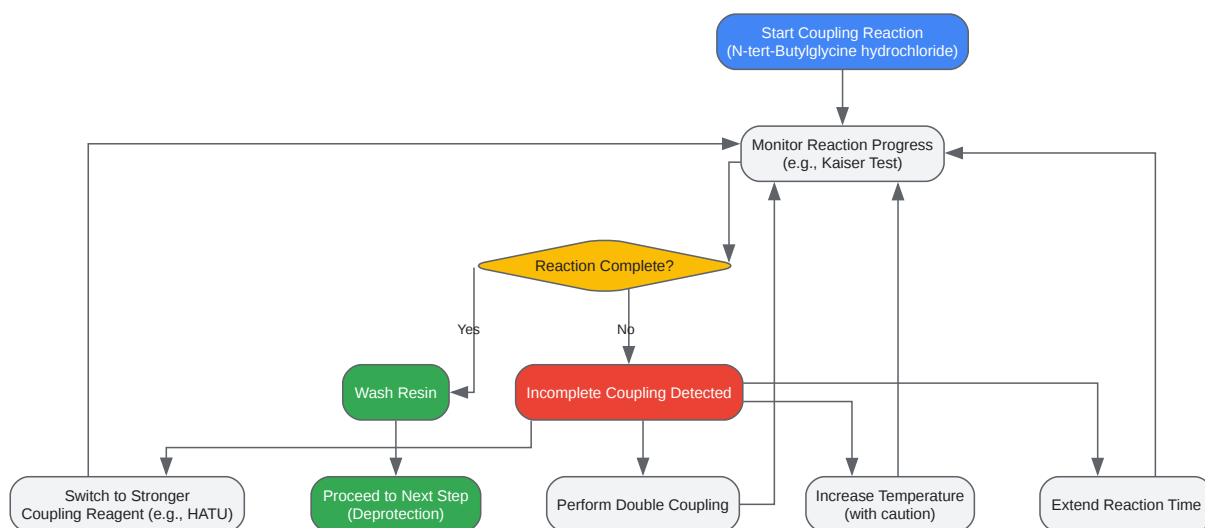 Start Coupling Reaction
(N-tert-Butylglycine hydrochloride)
Monitor Reaction Progress
(e.g., Kaiser Test)
Reaction Complete?
Yes
No
Wash Resin
Incomplete Coupling Detected
Switch to Stronger
Coupling Reagent (e.g., HATU)
Proceed to Next Step
(Deprotection)
Perform Double Coupling
Increase Temperature
(with caution)
Extend Reaction Time